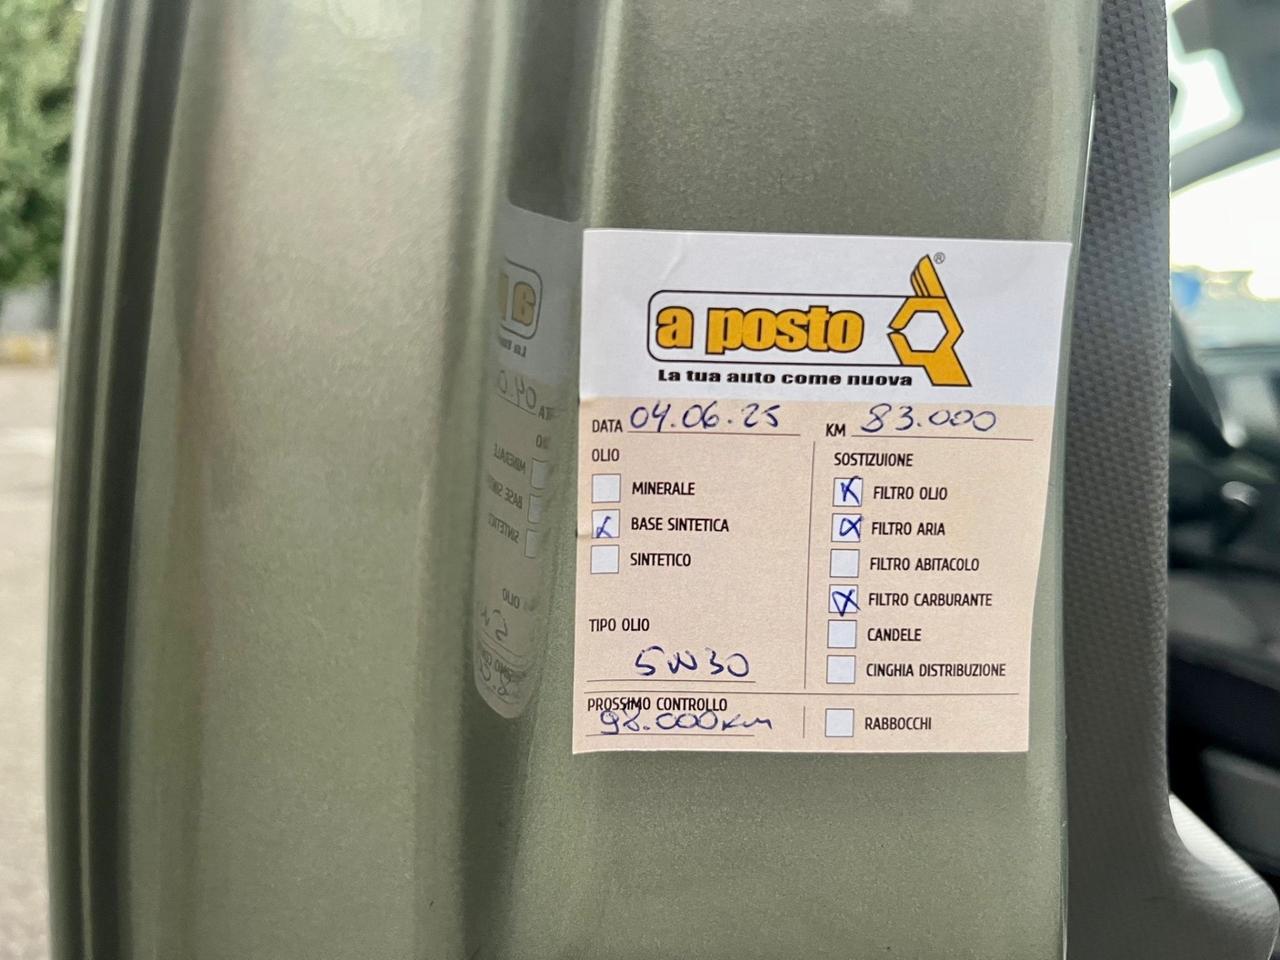 a posto ®
La tua auto come nuova
DATA 04.06.25 KM 83.000
OLIO
MINERALE
BASE SINTETICA
SINTETICO
TIPO OLIO
5W30
PROSSIMO CONTROLLO
98.000 km
SOSTIZUIONE
FILTRO OLIO
FILTRO ARIA
FILTRO ABITACOLO
FILTRO CARBURANTE
CANDELE
CINGHIA DISTRIBUZIONE
RABBOCCHI